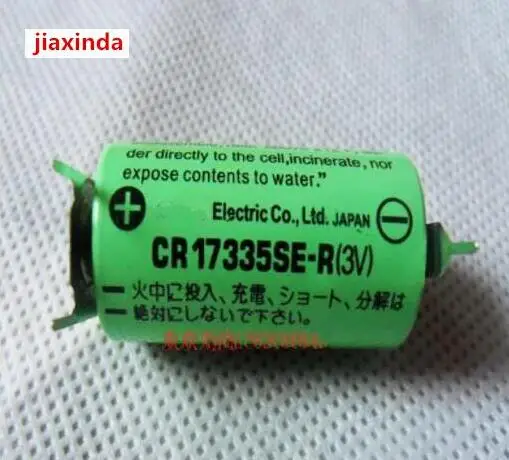 jiaxinda
der directly to the cell,incinerate, nor
expose contents to water."
Electric Co., Ltd. JAPAN
CR17335SE-R(3V)
火中に投入、充電、ショート、分解は
絶対にしないで下さい。